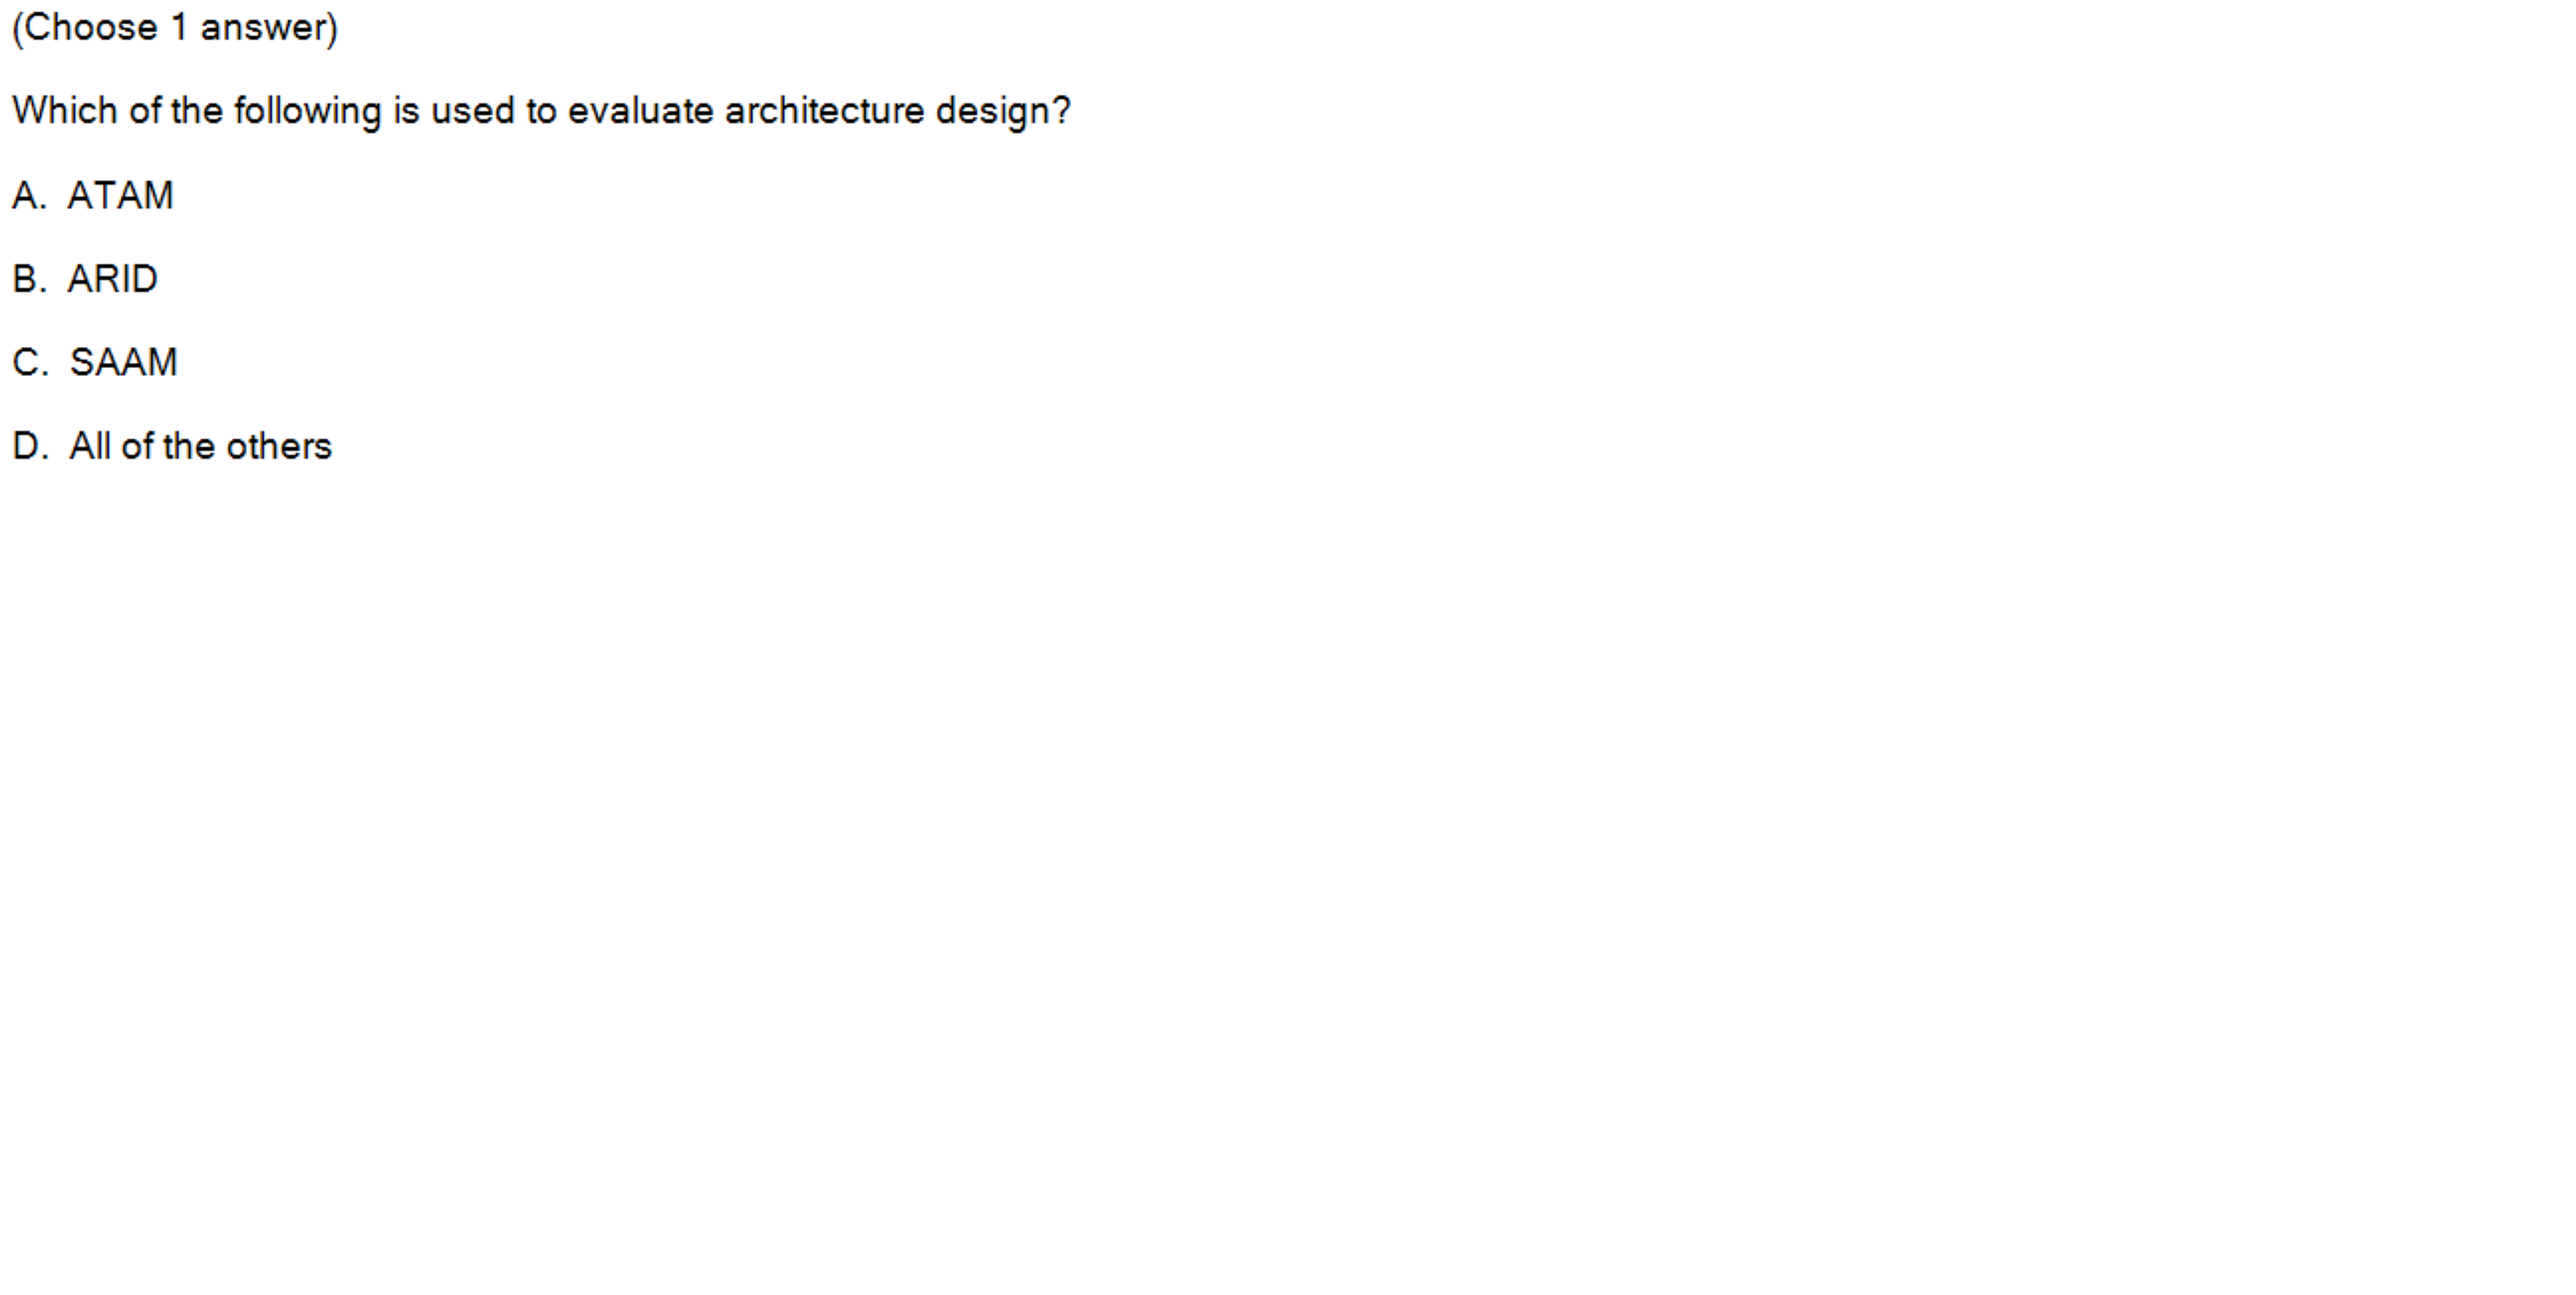 (Choose 1 answer)
Which of the following is used to evaluate architecture design?
A. ATAM
B. ARID
C. SAAM
D. All of the others